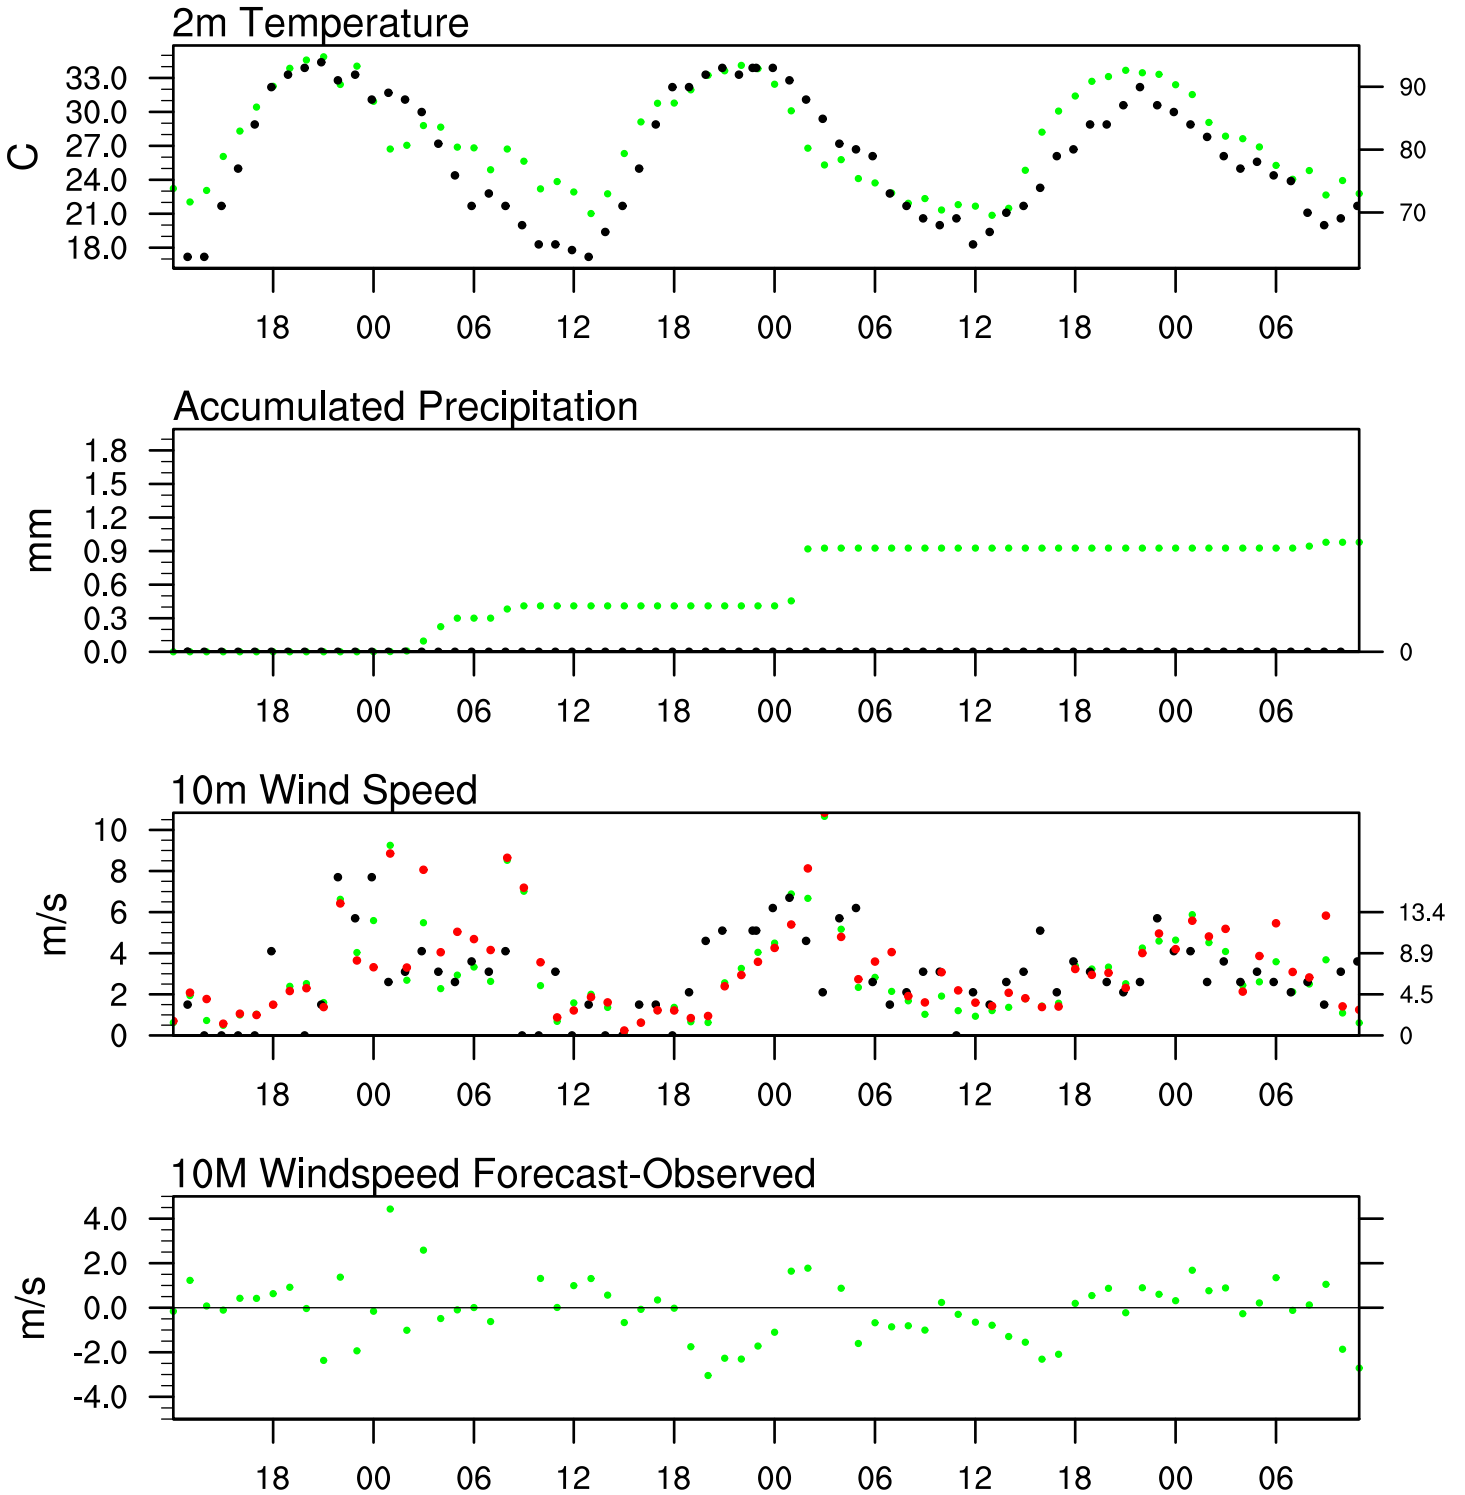 2m Temperature
33.0
30.0
27.0
24.0
21.0
18.0
C
90
80
70
18 00 06 12 18 00 06 12 18 00 06
Accumulated Precipitation
1.8
1.5
1.2
0.9
0.6
0.3
0.0
mm
0
18 00 06 12 18 00 06 12 18 00 06
10m Wind Speed
10
8
6
4
2
0
m/s
13.4
8.9
4.5
0
18 00 06 12 18 00 06 12 18 00 06
10M Windspeed Forecast-Observed
4.0
2.0
0.0
-2.0
-4.0
m/s
18 00 06 12 18 00 06 12 18 00 06